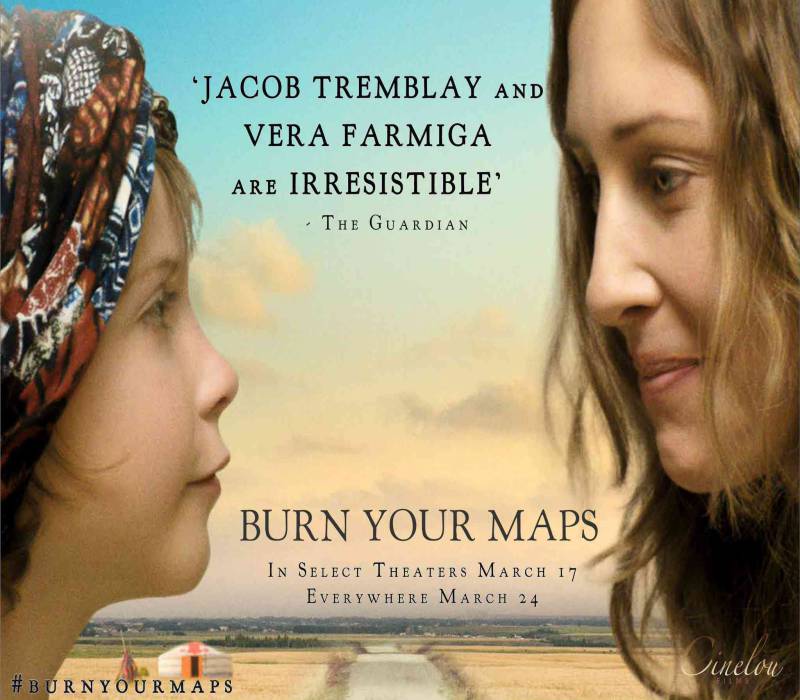 ‘JACOB TREMBLAY AND
VERA FARMIGA
ARE IRRESISTIBLE’
- THE GUARDIAN
BURN YOUR MAPS
IN SELECT THEATERS MARCH 17
EVERYWHERE MARCH 24
#BURNYOURMAPS
Cinelou
FILMS